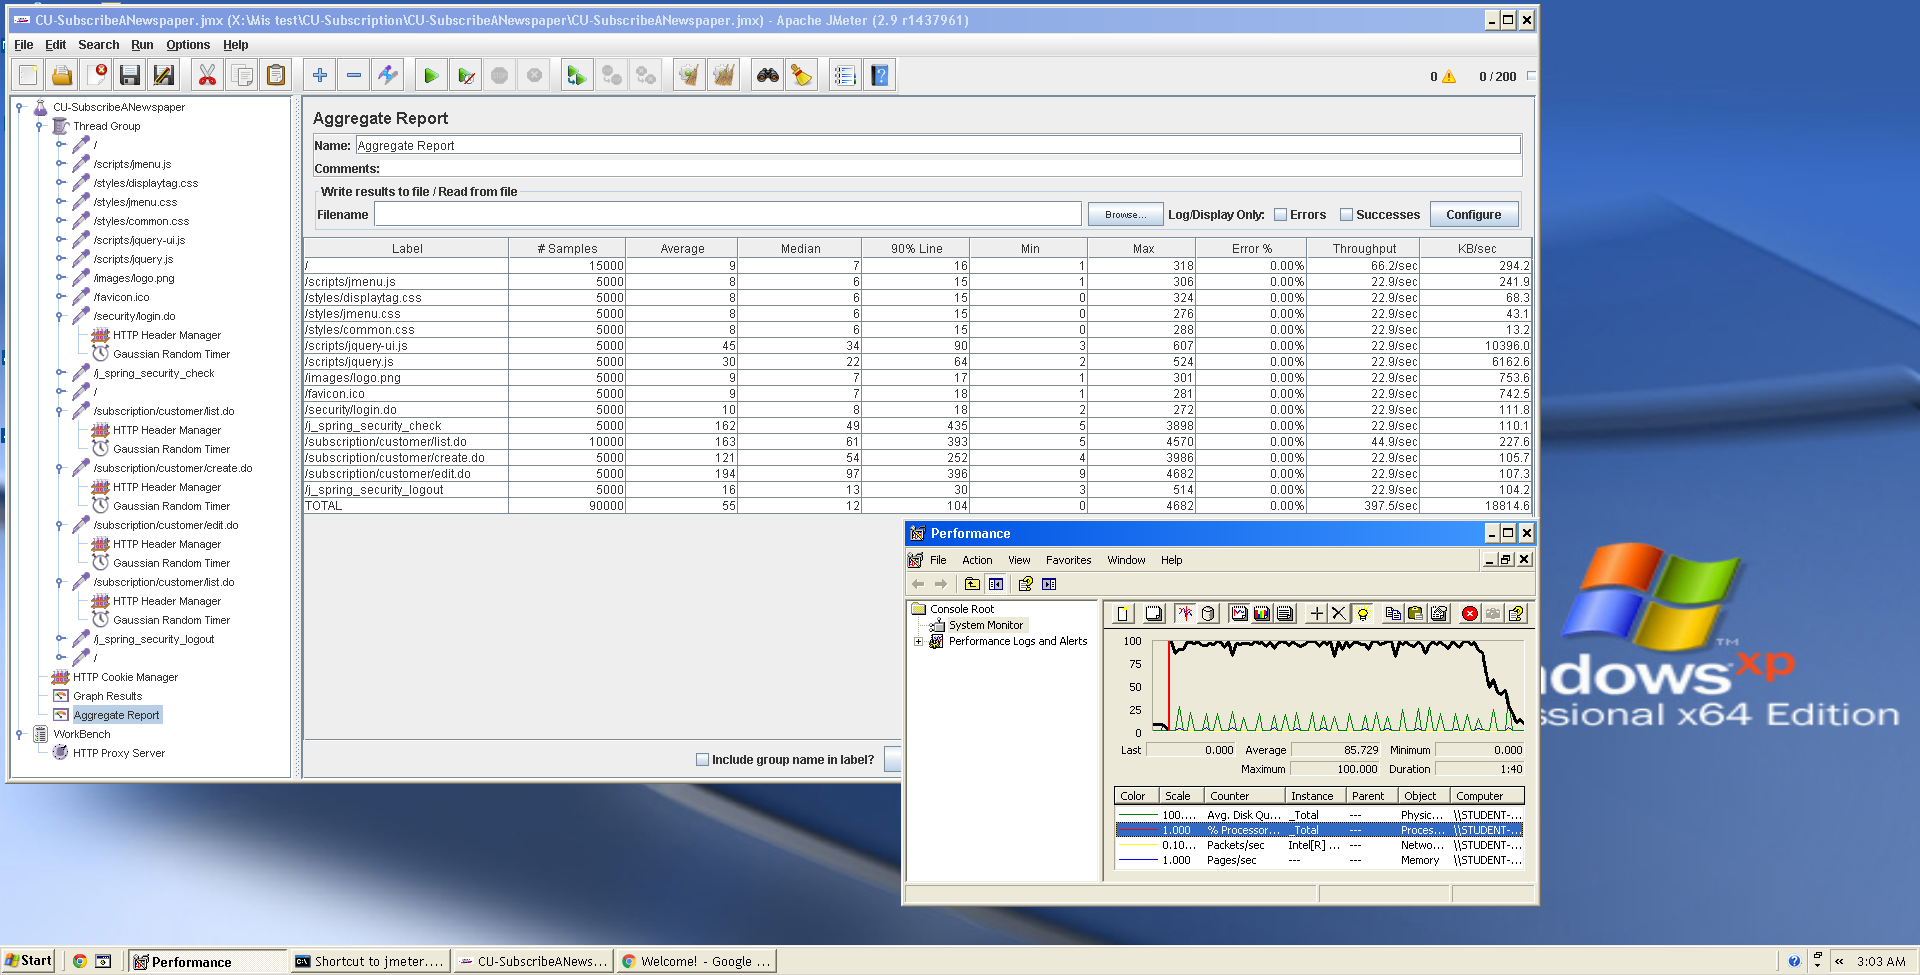 CU-SubscribeANewspaper.jmx (X:\Mis test\CU-Subscription\CU-SubscribeANewspaper\CU-SubscribeANewspaper.jmx) - Apache JMeter (2.9 r1437961)
File Edit Search Run Options Help
0 0 / 200
CU-SubscribeANewspaper
Thread Group
/
/scripts/jmenu.js
/styles/displaytag.css
/styles/jmenu.css
/styles/common.css
/scripts/jquery-ui.js
/scripts/jquery.js
/images/logo.png
/favicon.ico
/security/login.do
HTTP Header Manager
Gaussian Random Timer
/j_spring_security_check
/
/subscription/customer/list.do
HTTP Header Manager
Gaussian Random Timer
/subscription/customer/create.do
HTTP Header Manager
Gaussian Random Timer
/subscription/customer/edit.do
HTTP Header Manager
Gaussian Random Timer
/subscription/customer/list.do
HTTP Header Manager
Gaussian Random Timer
/j_spring_security_logout
/
HTTP Cookie Manager
Graph Results
Aggregate Report
WorkBench
HTTP Proxy Server
Aggregate Report
Name: Aggregate Report
Comments:
Write results to file / Read from file
Filename Browse... Log/Display Only: Errors Successes Configure
Label # Samples Average Median 90% Line Min Max Error % Throughput KB/sec
/ 15000 9 7 16 1 318 0.00% 66.2/sec 294.2
/scripts/jmenu.js 5000 8 6 15 1 306 0.00% 22.9/sec 241.9
/styles/displaytag.css 5000 8 6 15 0 324 0.00% 22.9/sec 68.3
/styles/jmenu.css 5000 8 6 15 0 276 0.00% 22.9/sec 43.1
/styles/common.css 5000 8 6 15 0 288 0.00% 22.9/sec 13.2
/scripts/jquery-ui.js 5000 45 34 90 3 607 0.00% 22.9/sec 10396.0
/scripts/jquery.js 5000 30 22 64 2 524 0.00% 22.9/sec 6162.6
/images/logo.png 5000 9 7 17 1 301 0.00% 22.9/sec 753.6
/favicon.ico 5000 9 7 18 1 281 0.00% 22.9/sec 742.5
/security/login.do 5000 10 8 18 2 272 0.00% 22.9/sec 111.8
/j_spring_security_check 5000 162 49 435 5 3898 0.00% 22.9/sec 110.1
/subscription/customer/list.do 10000 163 61 393 5 4570 0.00% 44.9/sec 227.6
/subscription/customer/create.do 5000 121 54 252 4 3986 0.00% 22.9/sec 105.7
/subscription/customer/edit.do 5000 194 97 396 9 4682 0.00% 22.9/sec 107.3
/j_spring_security_logout 5000 16 13 30 3 514 0.00% 22.9/sec 104.2
TOTAL 90000 55 12 104 0 4682 0.00% 397.5/sec 18814.6
Include group name in label?
Performance
File Action View Favorites Window Help
Console Root
System Monitor
Performance Logs and Alerts
100
75
50
25
0
Last 0.000 Average 85.729 Minimum 0.000
Maximum 100.000 Duration 1:40
Color Scale Counter Instance Parent Object Computer
100.... Avg. Disk Qu... _Total --- Physic... \\STUDENT-...
1.000 % Processor... _Total --- Proces... \\STUDENT-...
0.10... Packets/sec Intel[R] ... --- Netwo... \\STUDENT-...
1.000 Pages/sec --- --- Memory \\STUDENT-...
ndows xp
TM
ssional x64 Edition
Start Performance Shortcut to jmeter.... CU-SubscribeANews... Welcome! - Google ... « 3:03 AM